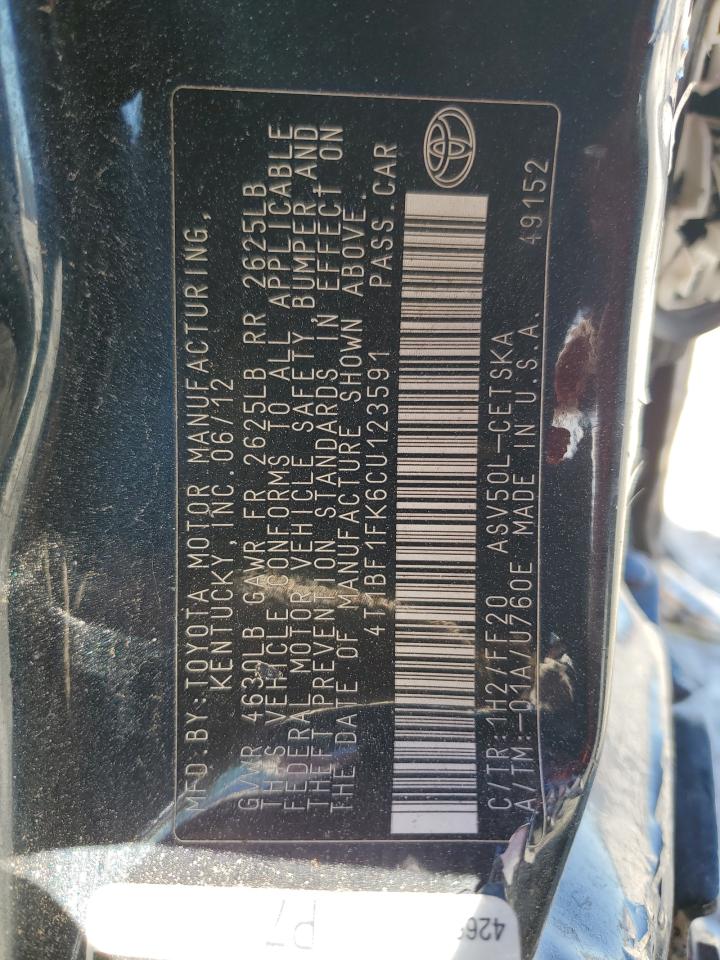 MFD.BY:TOYOTA MOTOR MANUFACTURING,
KENTUCKY, INC. 06/12
GVWR 4630LB GAWR FR 2625LB RR 2625LB
THIS VEHICLE CONFORMS TO ALL APPLICABLE
FEDERAL MOTOR VEHICLE SAFETY, BUMPER AND
THEFT PREVENTION STANDARDS IN EFFECT ON
THE DATE OF MANUFACTURE SHOWN ABOVE.
4T1BF1FK6CU123591 PASS.CAR
C/TR:1H2/FF20 ASV50L-CETSKA 49152
A/TM:-01A/U760E MADE IN U.S.A.
P7